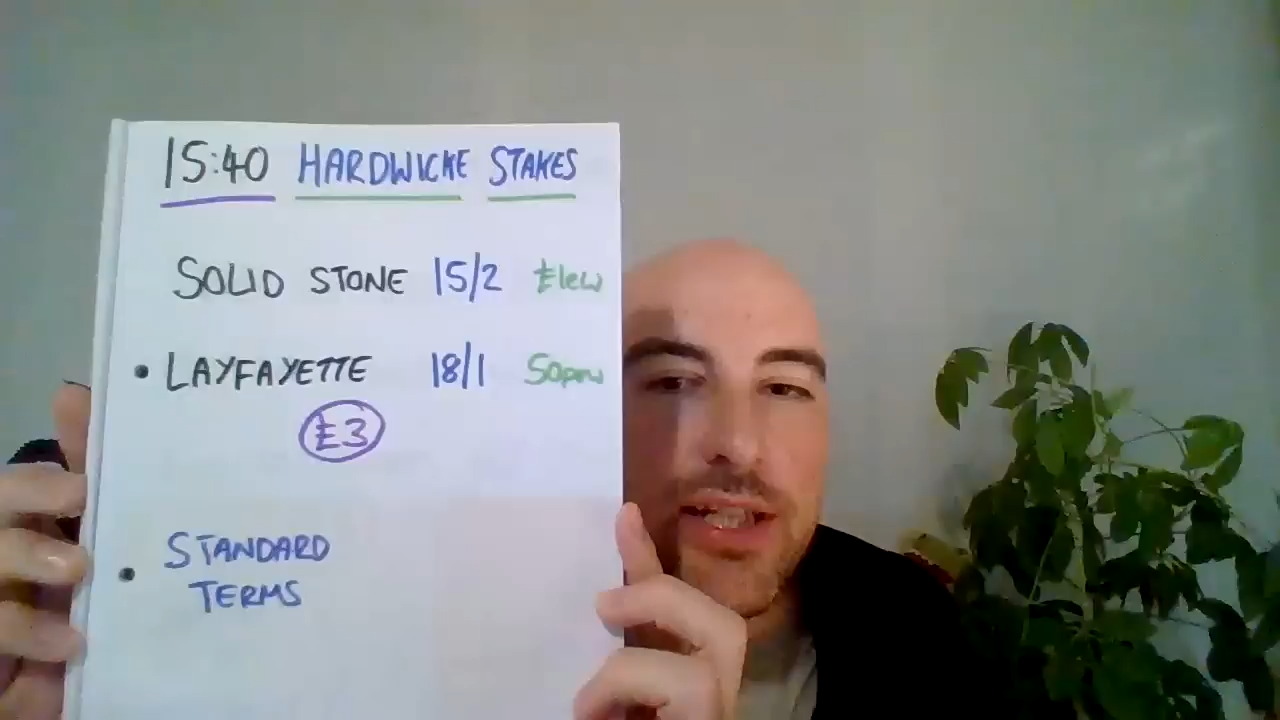 15:40 HARDWICKE STAKES
SOLID STONE 15/2 £1ew
• LAYFAYETTE 18/1 50pew
£3
• STANDARD
TERMS